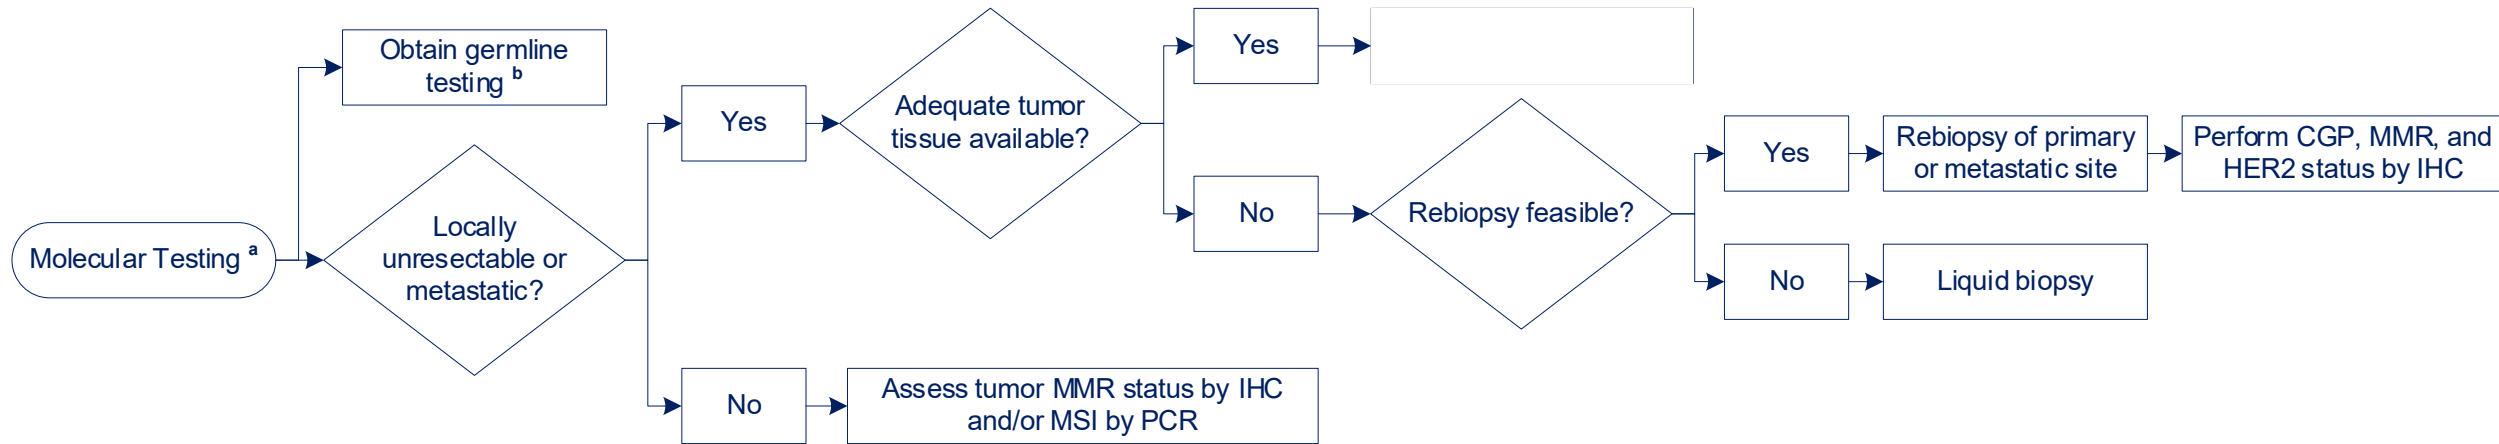 Molecular Testing a
Obtain germline
testing b
Locally
unresectable or
metastatic?
Yes
Adequate tumor
tissue available?
Yes
No
Rebiopsy feasible?
Yes
Rebiopsy of primary
or metastatic site
Perform CGP, MMR, and
HER2 status by IHC
No
Liquid biopsy
No
Assess tumor MMR status by IHC
and/or MSI by PCR